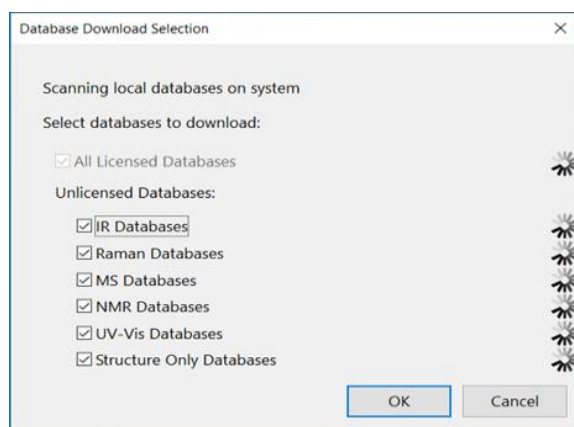 Database Download Selection
Scanning local databases on system
Select databases to download:
All Licensed Databases
Unlicensed Databases:
IR Databases
Raman Databases
MS Databases
NMR Databases
UV-Vis Databases
Structure Only Databases
OK Cancel